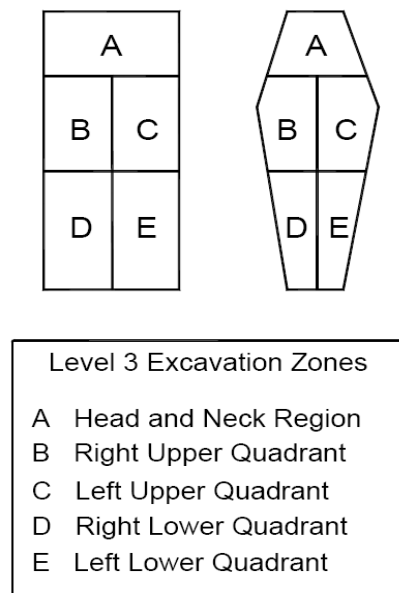 A
B C
D E
A
B C
D E
Level 3 Excavation Zones
A Head and Neck Region
B Right Upper Quadrant
C Left Upper Quadrant
D Right Lower Quadrant
E Left Lower Quadrant